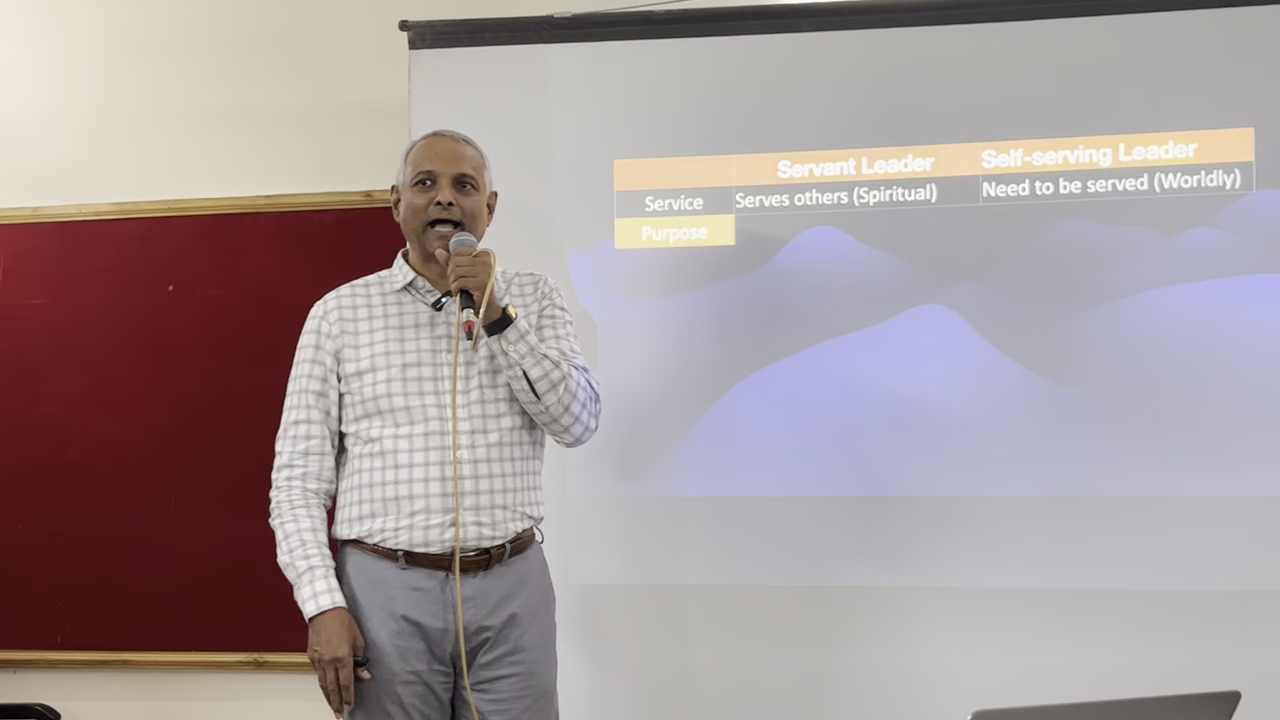 Servant Leader Self-serving Leader
Service Serves others (Spiritual) Need to be served (Worldly)
Purpose